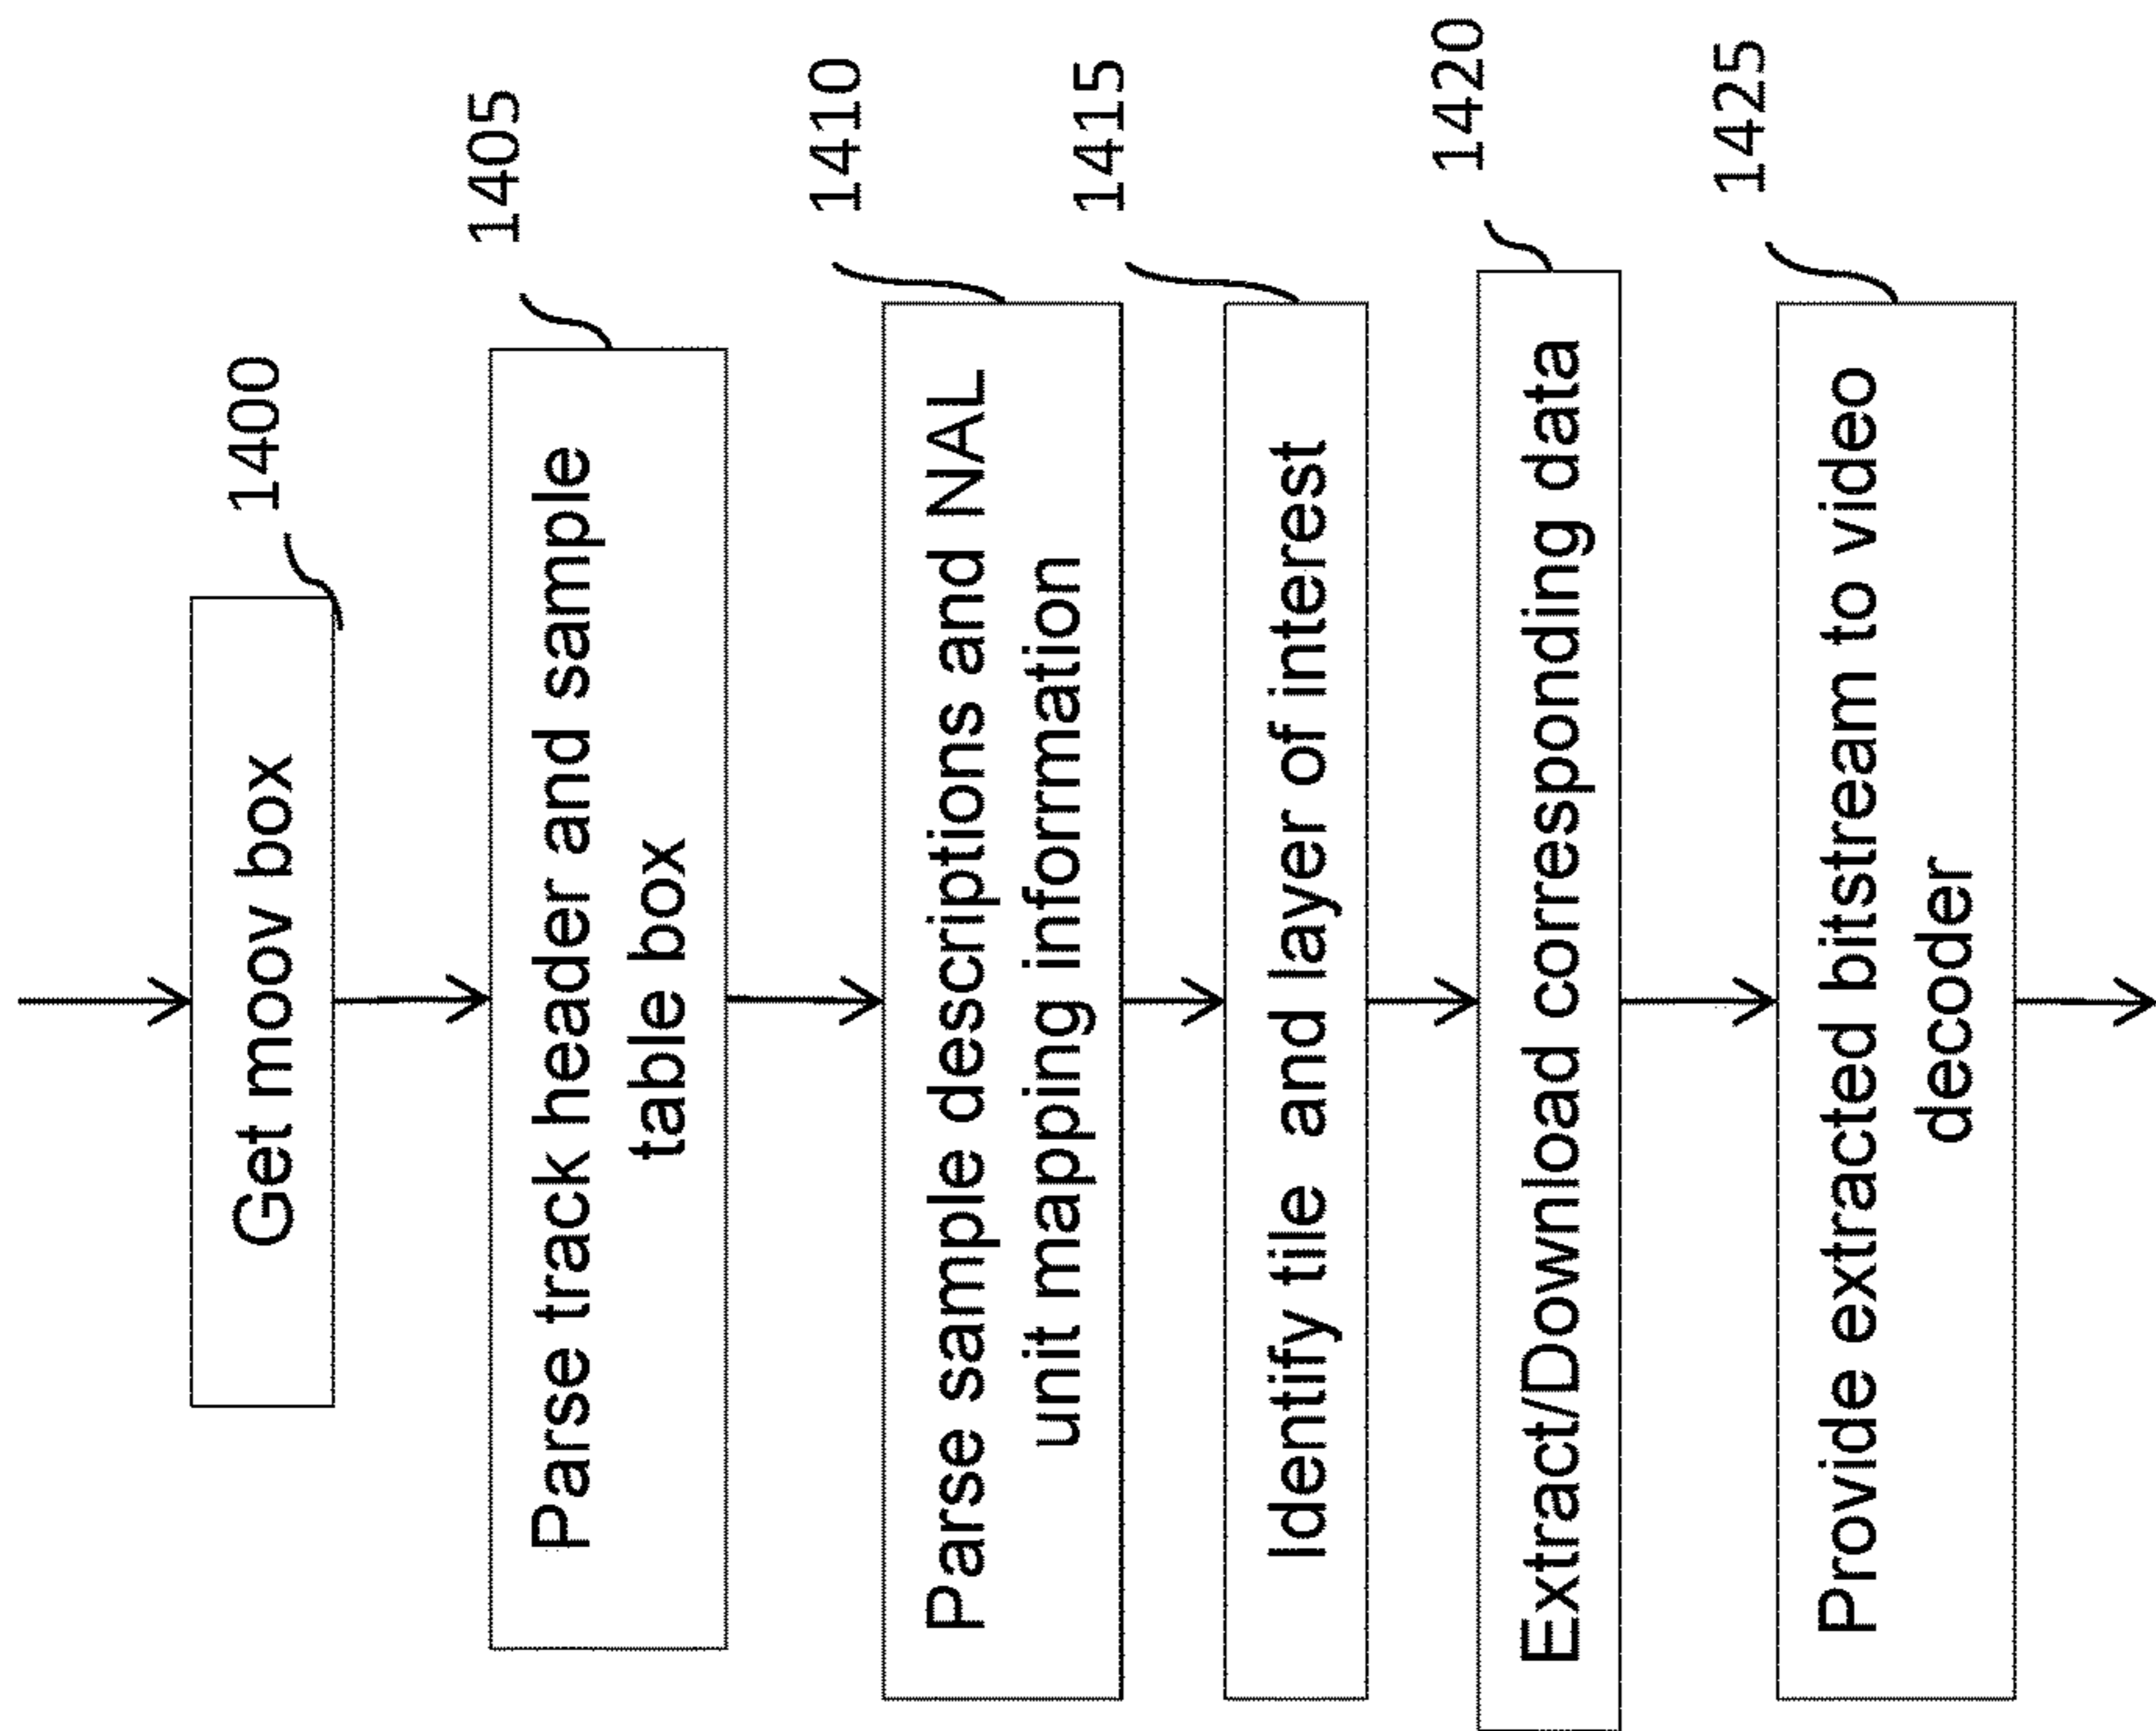 1400
Get moov box
1405
Parse track header and sample
table box
1410
Parse sample descriptions and NAL
unit mapping information
1415
Identify tile and layer of interest
1420
Extract/Download corresponding data
1425
Provide extracted bitstream to video
decoder